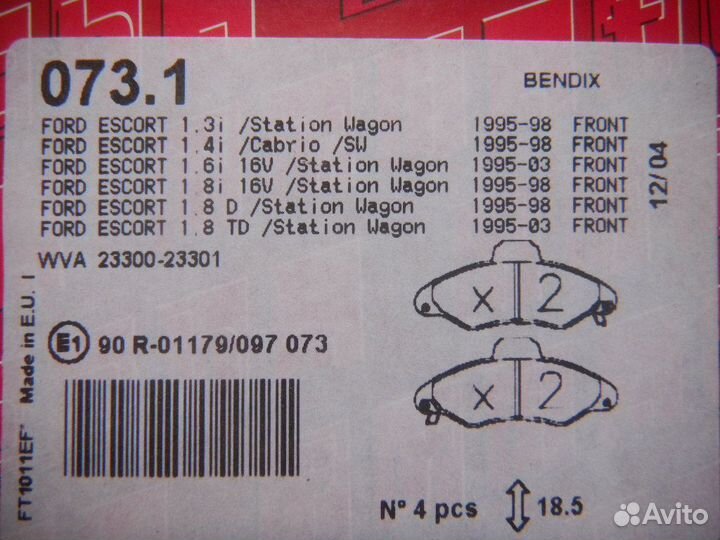 073.1
BENDIX
FORD ESCORT 1.3i /Station Wagon 1995-98 FRONT
FORD ESCORT 1.4i /Cabrio /SW 1995-98 FRONT
FORD ESCORT 1.6i 16V /Station Wagon 1995-03 FRONT
FORD ESCORT 1.8i 16V /Station Wagon 1995-98 FRONT
FORD ESCORT 1.8 D /Station Wagon 1995-98 FRONT
FORD ESCORT 1.8 TD /Station Wagon 1995-03 FRONT
12/04
WVA 23300-23301
x 2
x 2
E1 90 R-01179/097 073
FT1011EF* Made in E.U. I
N° 4 pcs 18.5
Avito